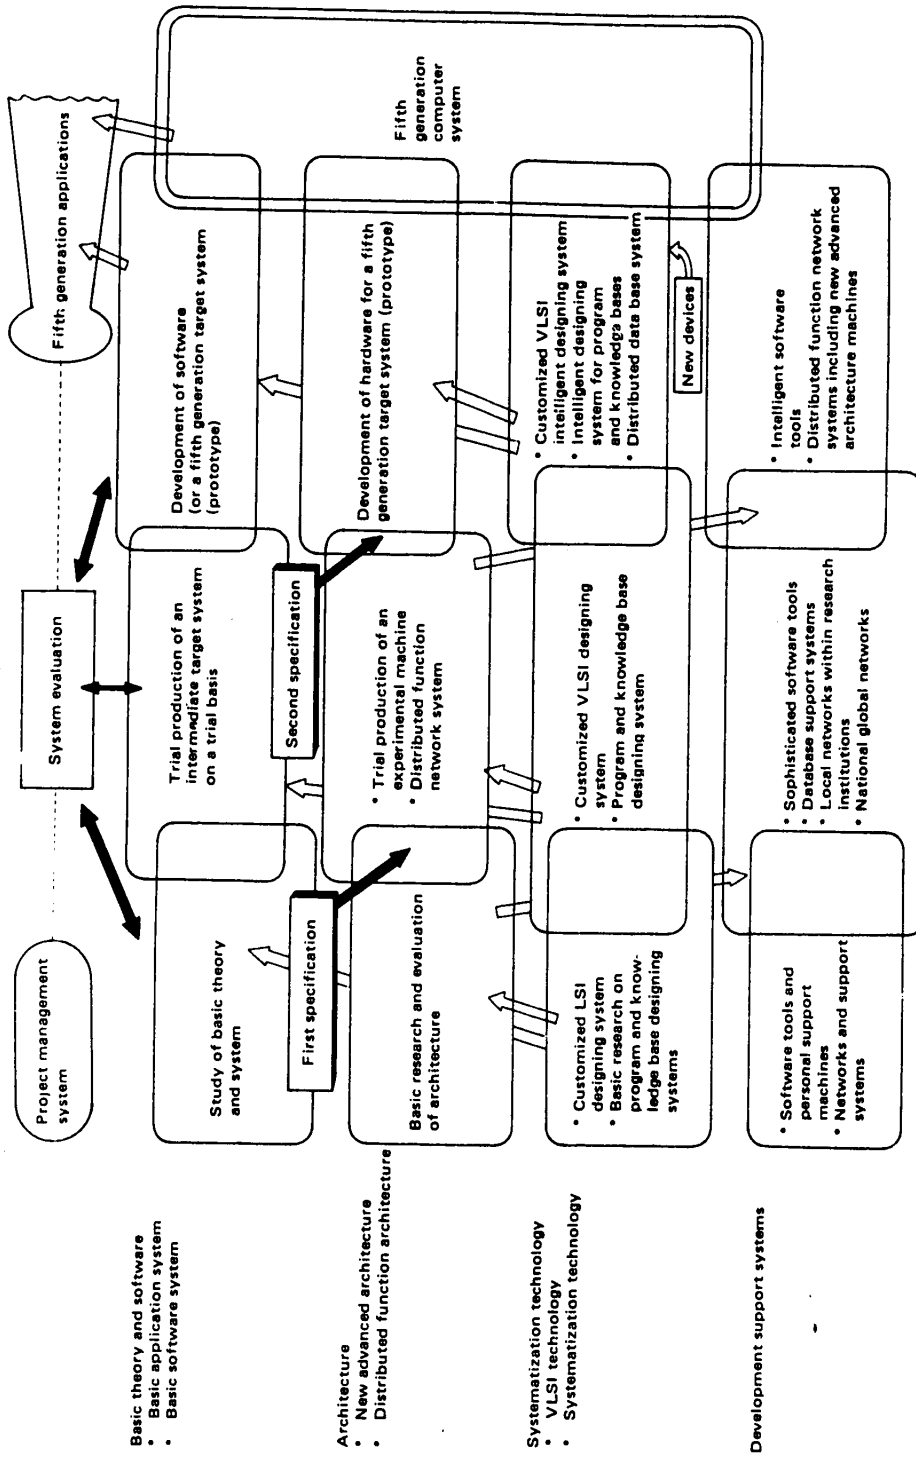 Project management
system
System evaluation
Fifth generation applications
Basic theory and software
• Basic application system
• Basic software system
Study of basic theory
and system
Trial production of an
intermediate target system
on a trial basis
Development of software
(or a fifth generation target system
(prototype)
First specification
Second specification
Architecture
• New advanced architecture
• Distributed function architecture
Basic research and evaluation
of architecture
• Trial production of an
experimental machine
• Distributed function
network system
Development of hardware for a fifth
generation target system (prototype)
Fifth
generation
computer
system
Systematization technology
• VLSI technology
• Systematization technology
• Customized LSI
designing system
• Basic research on
program and know-
ledge base designing
systems
• Customized VLSI designing
system
• Program and knowledge base
designing system
• Customized VLSI
intelligent designing system
• Intelligent designing
system for program
and knowledge bases
• Distributed data base system
New devices
Development support systems
• Software tools and
personal support
machines
• Networks and support
systems
• Sophisticated software tools
• Database support systems
• Local networks within research
institutions
• National global networks
• Intelligent software
tools
• Distributed function network
systems including new advanced
architecture machines